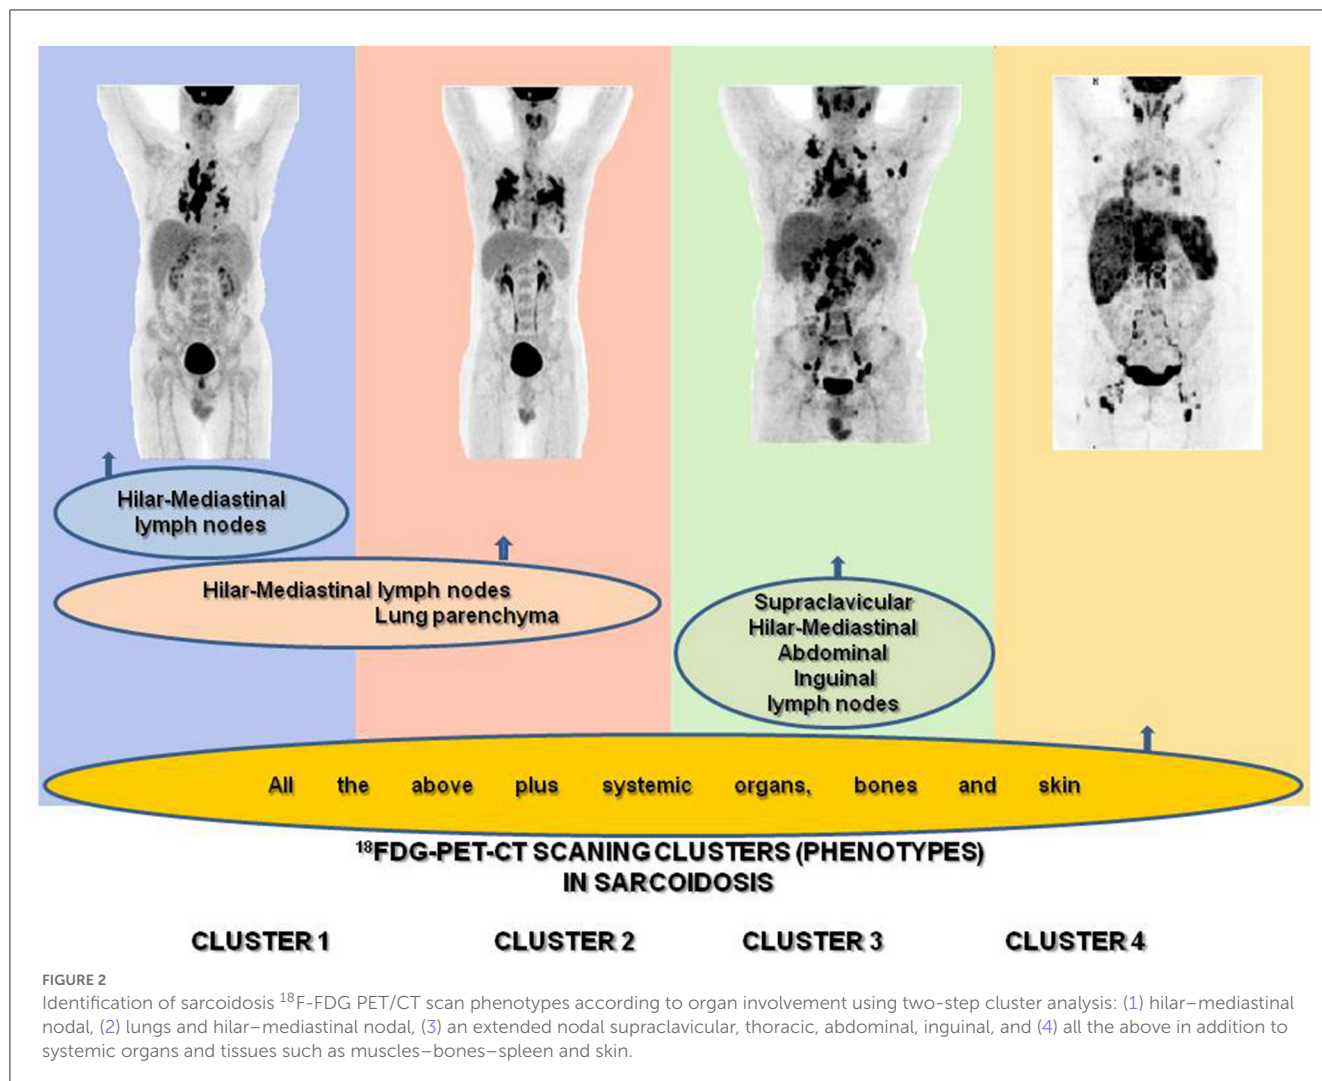 Hilar-Mediastinal
lymph nodes
Hilar-Mediastinal lymph nodes
Lung parenchyma
Supraclavicular
Hilar-Mediastinal
Abdominal
Inguinal
lymph nodes
All the above plus systemic organs, bones and skin
¹⁸FDG-PET-CT SCANING CLUSTERS (PHENOTYPES)
IN SARCOIDOSIS
CLUSTER 1 CLUSTER 2 CLUSTER 3 CLUSTER 4
FIGURE 2
Identification of sarcoidosis ¹⁸F-FDG PET/CT scan phenotypes according to organ involvement using two-step cluster analysis: (1) hilar–mediastinal
nodal, (2) lungs and hilar–mediastinal nodal, (3) an extended nodal supraclavicular, thoracic, abdominal, inguinal, and (4) all the above in addition to
systemic organs and tissues such as muscles–bones–spleen and skin.